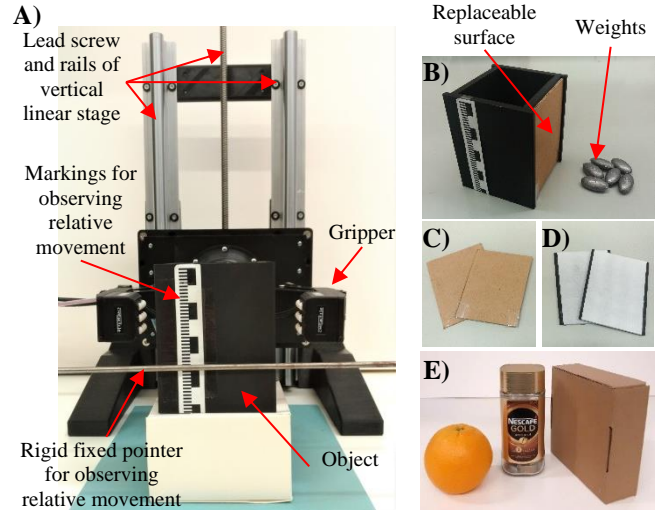 A)
Lead screw
and rails of
vertical
linear stage
Markings for
observing
relative
movement
Gripper
Rigid fixed pointer
for observing
relative movement
Object
Replaceable
surface
Weights
B)
C)
D)
E)
NESCAFÉ
GOLD